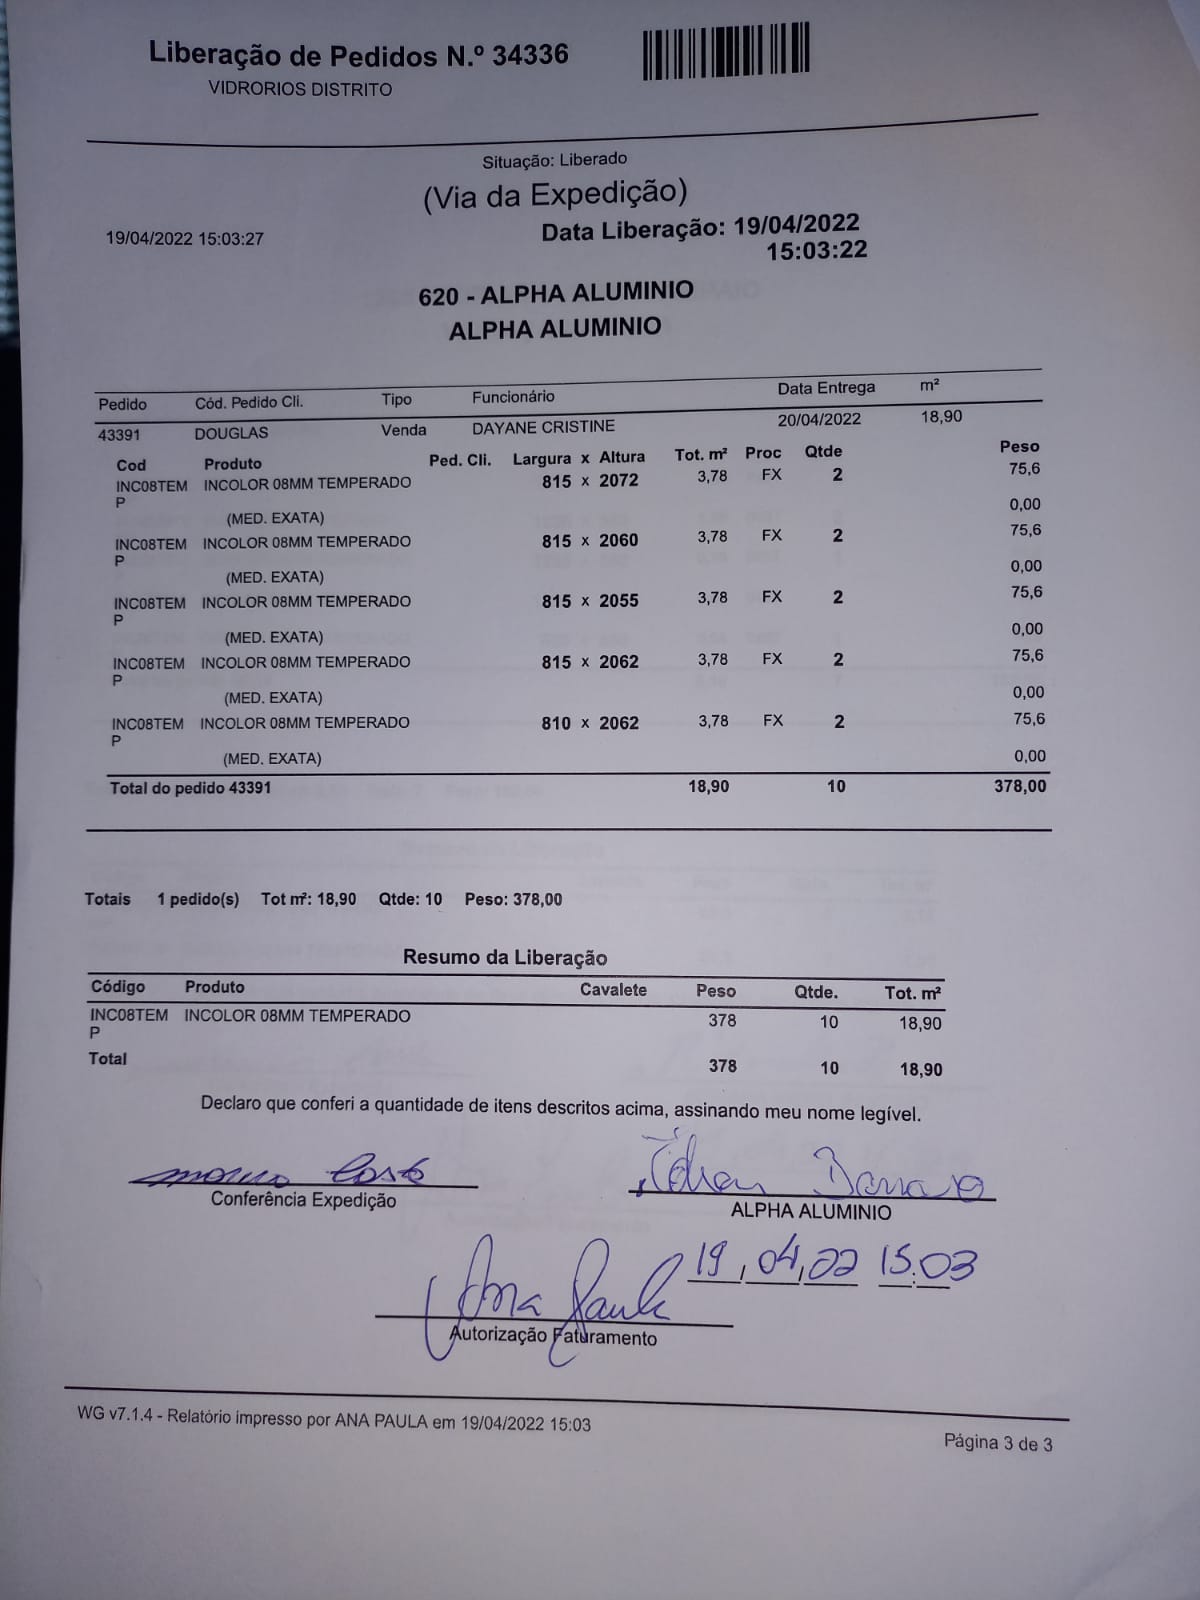 Liberação de Pedidos N.º 34336
VIDRORIOS DISTRITO
Situação: Liberado
(Via da Expedição)
19/04/2022 15:03:27
Data Liberação: 19/04/2022
15:03:22
620 - ALPHA ALUMINIO
ALPHA ALUMINIO
Pedido Cód. Pedido Cli. Tipo Funcionário Data Entrega m²
43391 DOUGLAS Venda DAYANE CRISTINE 20/04/2022 18,90
Cod Produto Ped. Cli. Largura x Altura Tot. m² Proc Qtde Peso
INC08TEM INCOLOR 08MM TEMPERADO 815 x 2072 3,78 FX 2 75,6
P
(MED. EXATA) 0,00
INC08TEM INCOLOR 08MM TEMPERADO 815 x 2060 3,78 FX 2 75,6
P
(MED. EXATA) 0,00
INC08TEM INCOLOR 08MM TEMPERADO 815 x 2055 3,78 FX 2 75,6
P
(MED. EXATA) 0,00
INC08TEM INCOLOR 08MM TEMPERADO 815 x 2062 3,78 FX 2 75,6
P
(MED. EXATA) 0,00
INC08TEM INCOLOR 08MM TEMPERADO 810 x 2062 3,78 FX 2 75,6
P
(MED. EXATA) 0,00
Total do pedido 43391 18,90 10 378,00
Totais 1 pedido(s) Tot m²: 18,90 Qtde: 10 Peso: 378,00
Resumo da Liberação
Código Produto Cavalete Peso Qtde. Tot. m²
INC08TEM INCOLOR 08MM TEMPERADO 378 10 18,90
P
Total 378 10 18,90
Declaro que conferi a quantidade de itens descritos acima, assinando meu nome legível.
Conferência Expedição
ALPHA ALUMINIO
19,04,22 15:03
Ana Paula
Autorização Faturamento
WG v7.1.4 - Relatório impresso por ANA PAULA em 19/04/2022 15:03
Página 3 de 3